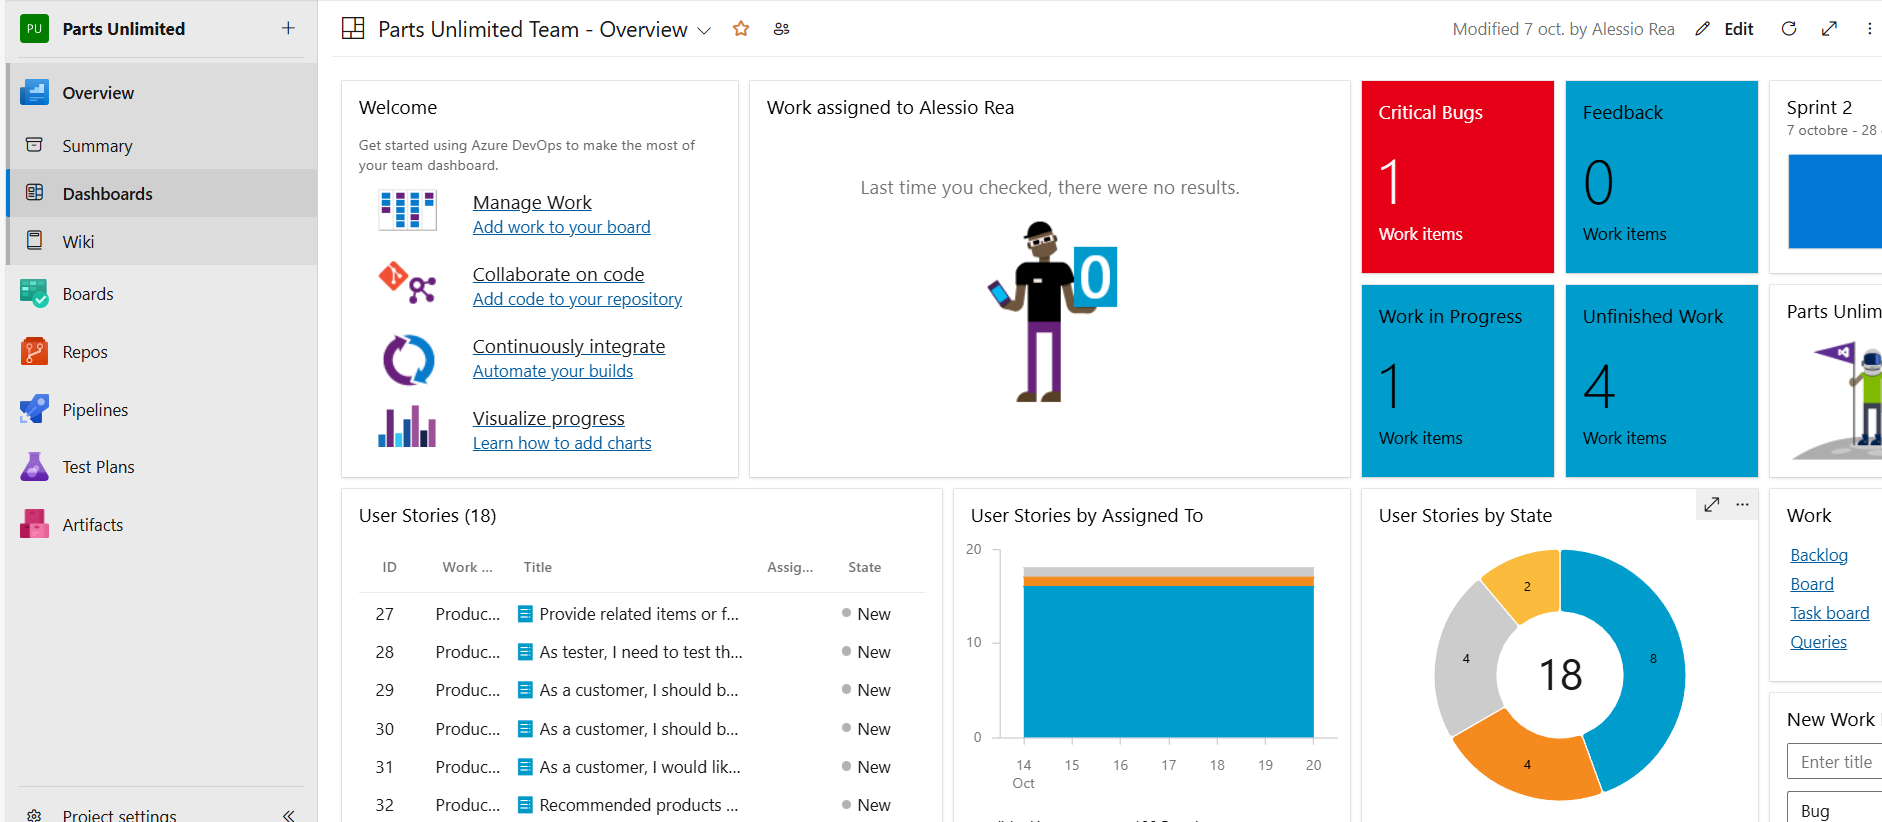 PU Parts Unlimited
Overview
Summary
Dashboards
Wiki
Boards
Repos
Pipelines
Test Plans
Artifacts
Project settings
Parts Unlimited Team - Overview
Modified 7 oct. by Alessio Rea
Edit
Welcome
Get started using Azure DevOps to make the most of
your team dashboard.
Manage Work
Add work to your board
Collaborate on code
Add code to your repository
Continuously integrate
Automate your builds
Visualize progress
Learn how to add charts
Work assigned to Alessio Rea
Last time you checked, there were no results.
0
Critical Bugs
1
Work items
Feedback
0
Work items
Work in Progress
1
Work items
Unfinished Work
4
Work items
Sprint 2
7 octobre - 28
Parts Unlim
User Stories (18)
ID Work ... Title Assig... State
27 Produc... Provide related items or f... New
28 Produc... As tester, I need to test th... New
29 Produc... As a customer, I should b... New
30 Produc... As a customer, I should b... New
31 Produc... As a customer, I would lik... New
32 Produc... Recommended products ... New
User Stories by Assigned To
20
10
0
14 15 16 17 18 19 20
Oct
User Stories by State
2
8
4
18
4
Work
Backlog
Board
Task board
Queries
New Work
Enter title
Bug